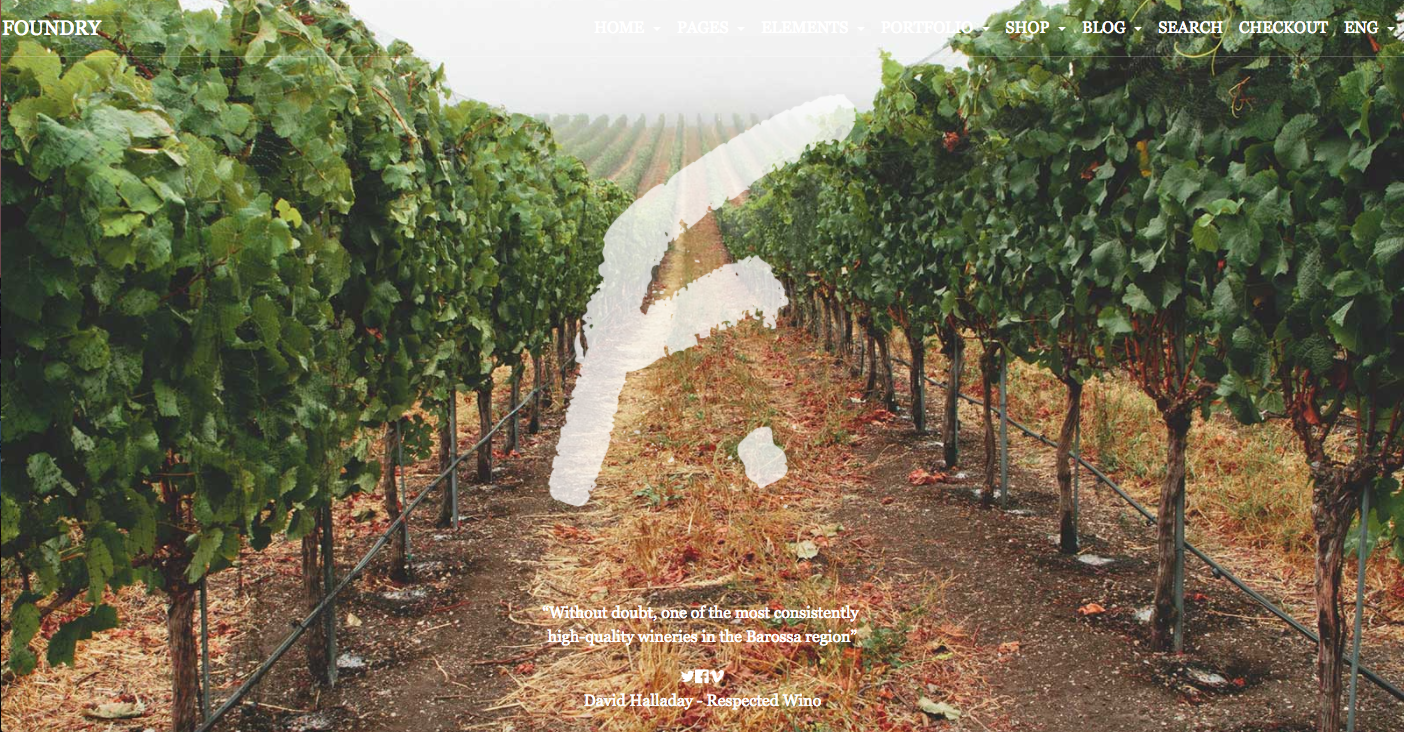 FOUNDRY
HOME PAGES ELEMENTS PORTFOLIO SHOP BLOG SEARCH CHECKOUT ENG
“Without doubt, one of the most consistently
high-quality wineries in the Barossa region”
David Halladay - Respected Wino